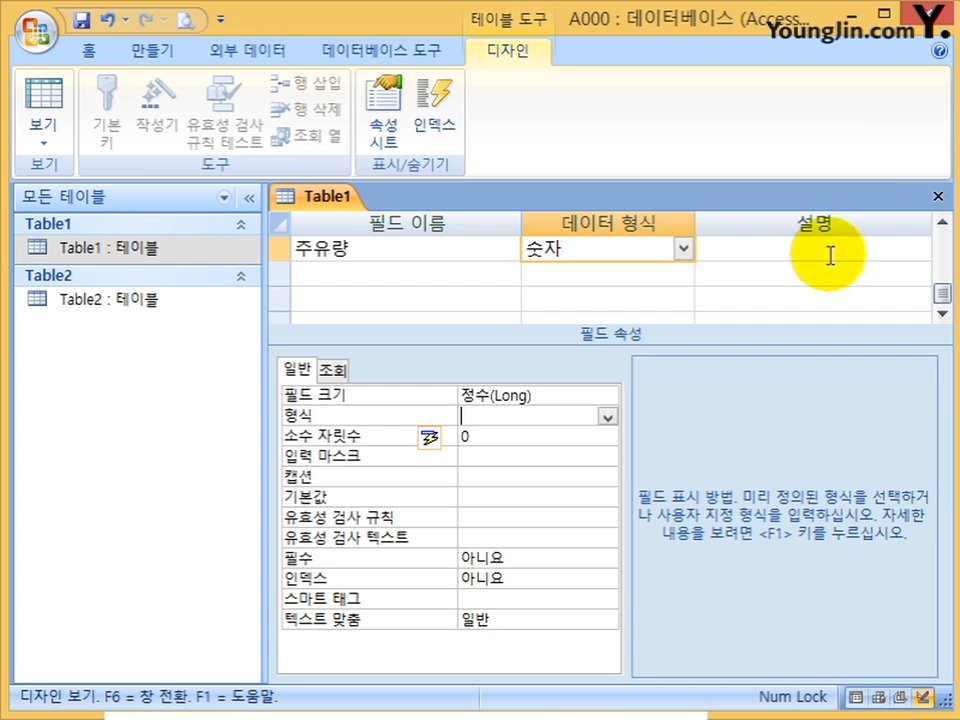 테이블 도구
A000 : 데이터베이스 (Access...
YoungJin.com Y.
홈 만들기 외부 데이터 데이터베이스 도구 디자인
보기
기본 키
작성기
유효성 검사 규칙 테스트
행 삽입
행 삭제
조회 열
속성 시트
인덱스
보기 도구 표시/숨기기
모든 테이블
Table1
Table1 : 테이블
Table2
Table2 : 테이블
Table1
필드 이름 데이터 형식 설명
주유량 숫자
필드 속성
일반 조회
필드 크기 정수(Long)
형식
소수 자릿수 0
입력 마스크
캡션
기본값
유효성 검사 규칙
유효성 검사 텍스트
필수 아니요
인덱스 아니요
스마트 태그
텍스트 맞춤 일반
필드 표시 방법. 미리 정의된 형식을 선택하거
나 사용자 지정 형식을 입력하십시오. 자세한
내용을 보려면 <F1> 키를 누르십시오.
디자인 보기. F6 = 창 전환. F1 = 도움말.
Num Lock